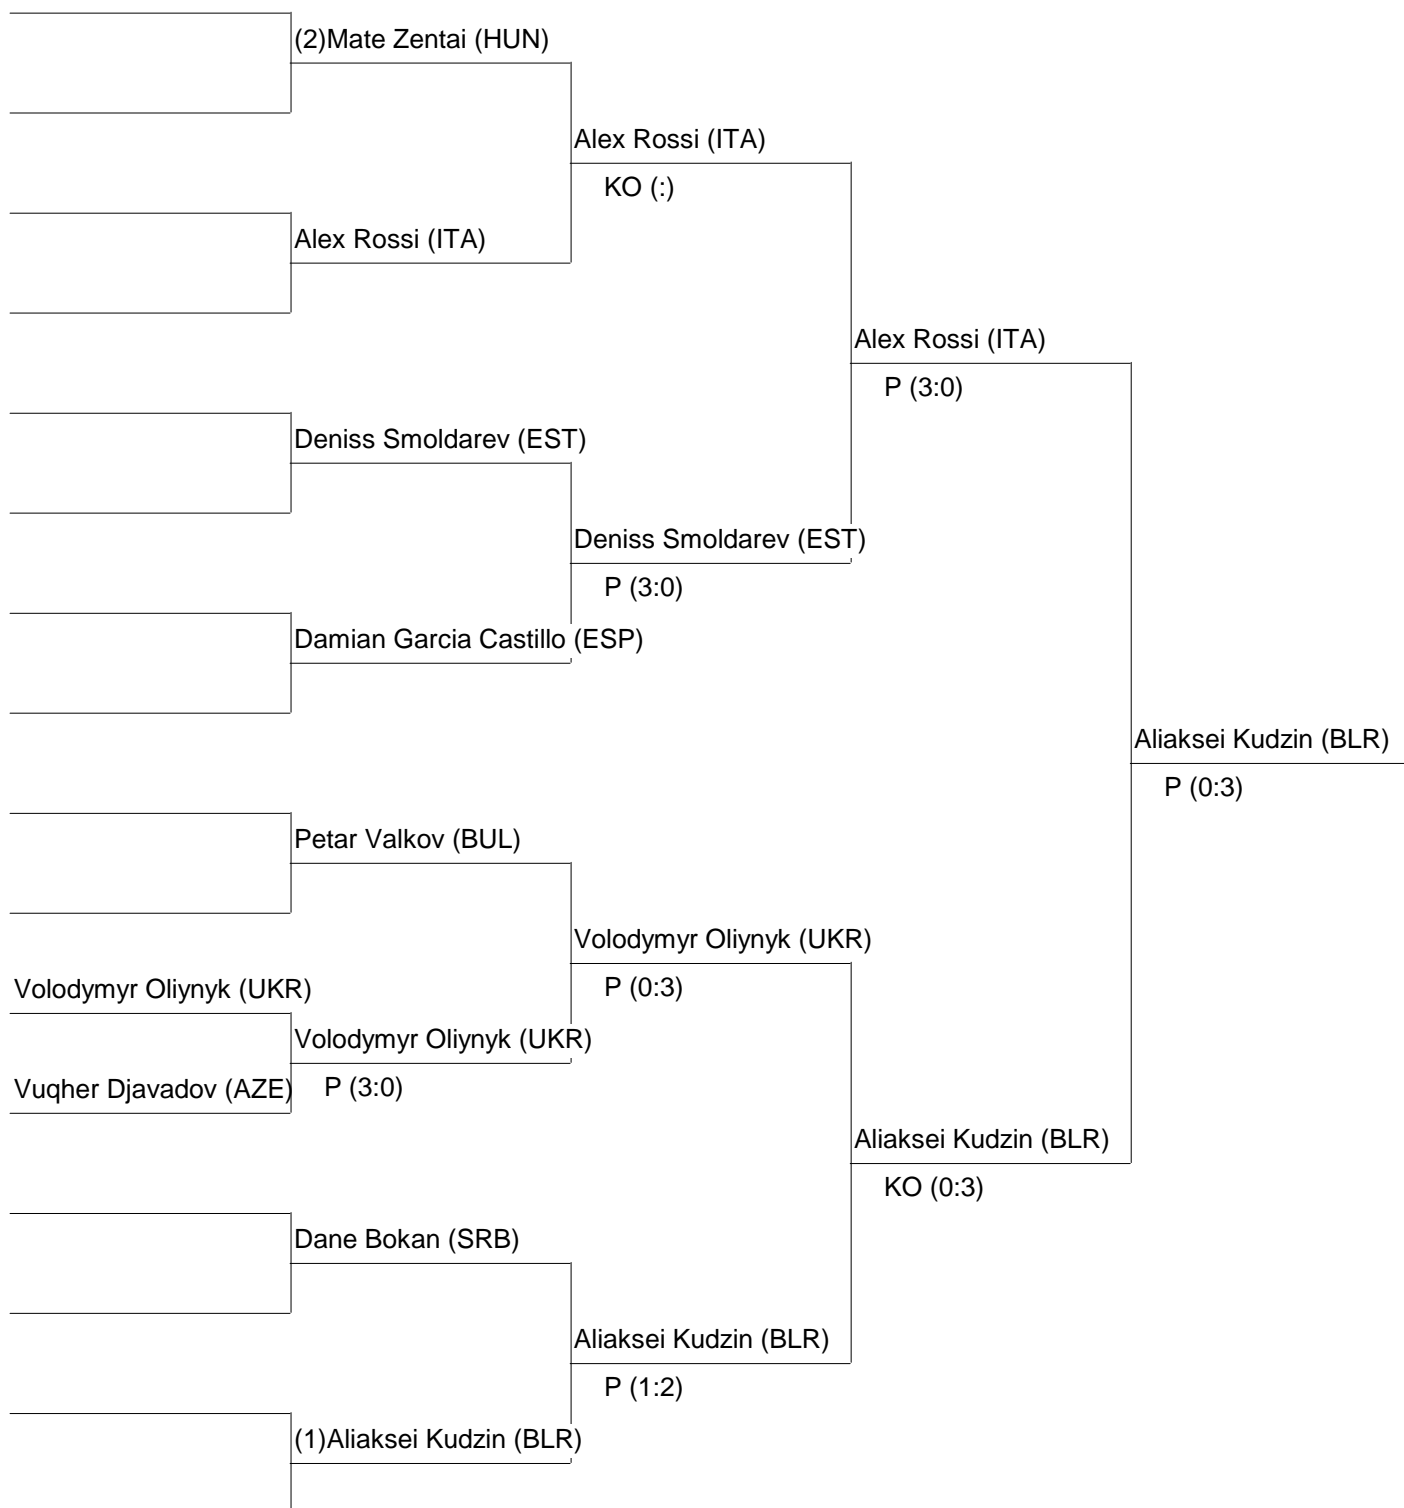 (2)Mate Zentai (HUN)
Alex Rossi (ITA)
KO (:)
Alex Rossi (ITA)
Alex Rossi (ITA)
P (3:0)
Deniss Smoldarev (EST)
Deniss Smoldarev (EST)
P (3:0)
Damian Garcia Castillo (ESP)
Aliaksei Kudzin (BLR)
P (0:3)
Petar Valkov (BUL)
Volodymyr Oliynyk (UKR)
P (0:3)
Volodymyr Oliynyk (UKR)
Volodymyr Oliynyk (UKR)
P (3:0)
Vuqher Djavadov (AZE)
Aliaksei Kudzin (BLR)
KO (0:3)
Dane Bokan (SRB)
Aliaksei Kudzin (BLR)
P (1:2)
(1)Aliaksei Kudzin (BLR)